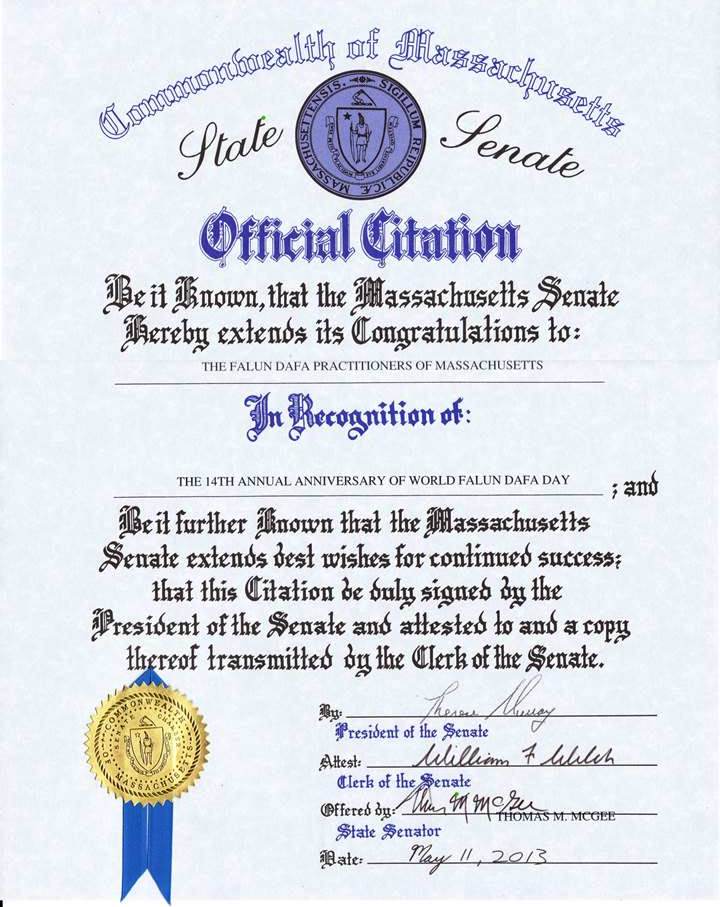 Commonwealth of Massachusetts
State Senate
SIGILLUM REIPUBLICÆ MASSACHUSETTENSIS.
Official Citation
Be it Known, that the Massachusetts Senate
Hereby extends its Congratulations to:
THE FALUN DAFA PRACTITIONERS OF MASSACHUSETTS
In Recognition of:
THE 14TH ANNUAL ANNIVERSARY OF WORLD FALUN DAFA DAY ; and
Be it further Known that the Massachusetts
Senate extends best wishes for continued success;
that this Citation be duly signed by the
President of the Senate and attested to and a copy
thereof transmitted by the Clerk of the Senate.
By: Therese Murray
President of the Senate
Attest: William F Welch
Clerk of the Senate
Offered by: Thomas M McGee
THOMAS M. MCGEE
State Senator
Date: May 11, 2013
COMMONWEALTH OF MASSACHUSETTS